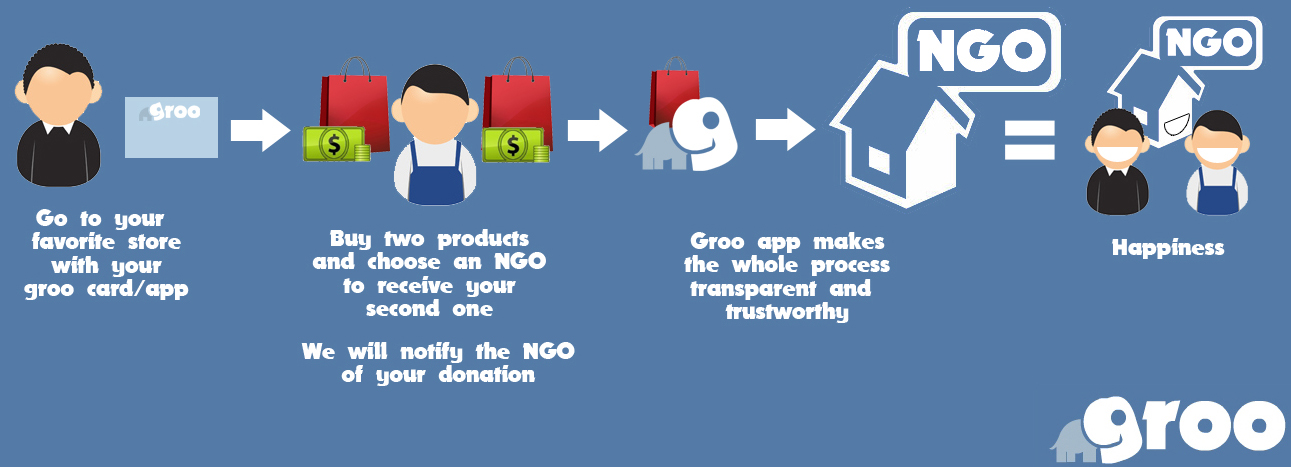 NGO
NGO
groo
$
$
g
Go to your
favorite store
with your
groo card/app
Buy two products
and choose an NGO
to receive your
second one
We will notify the NGO
of your donation
Groo app makes
the whole process
transparent and
trustworthy
Happiness
groo